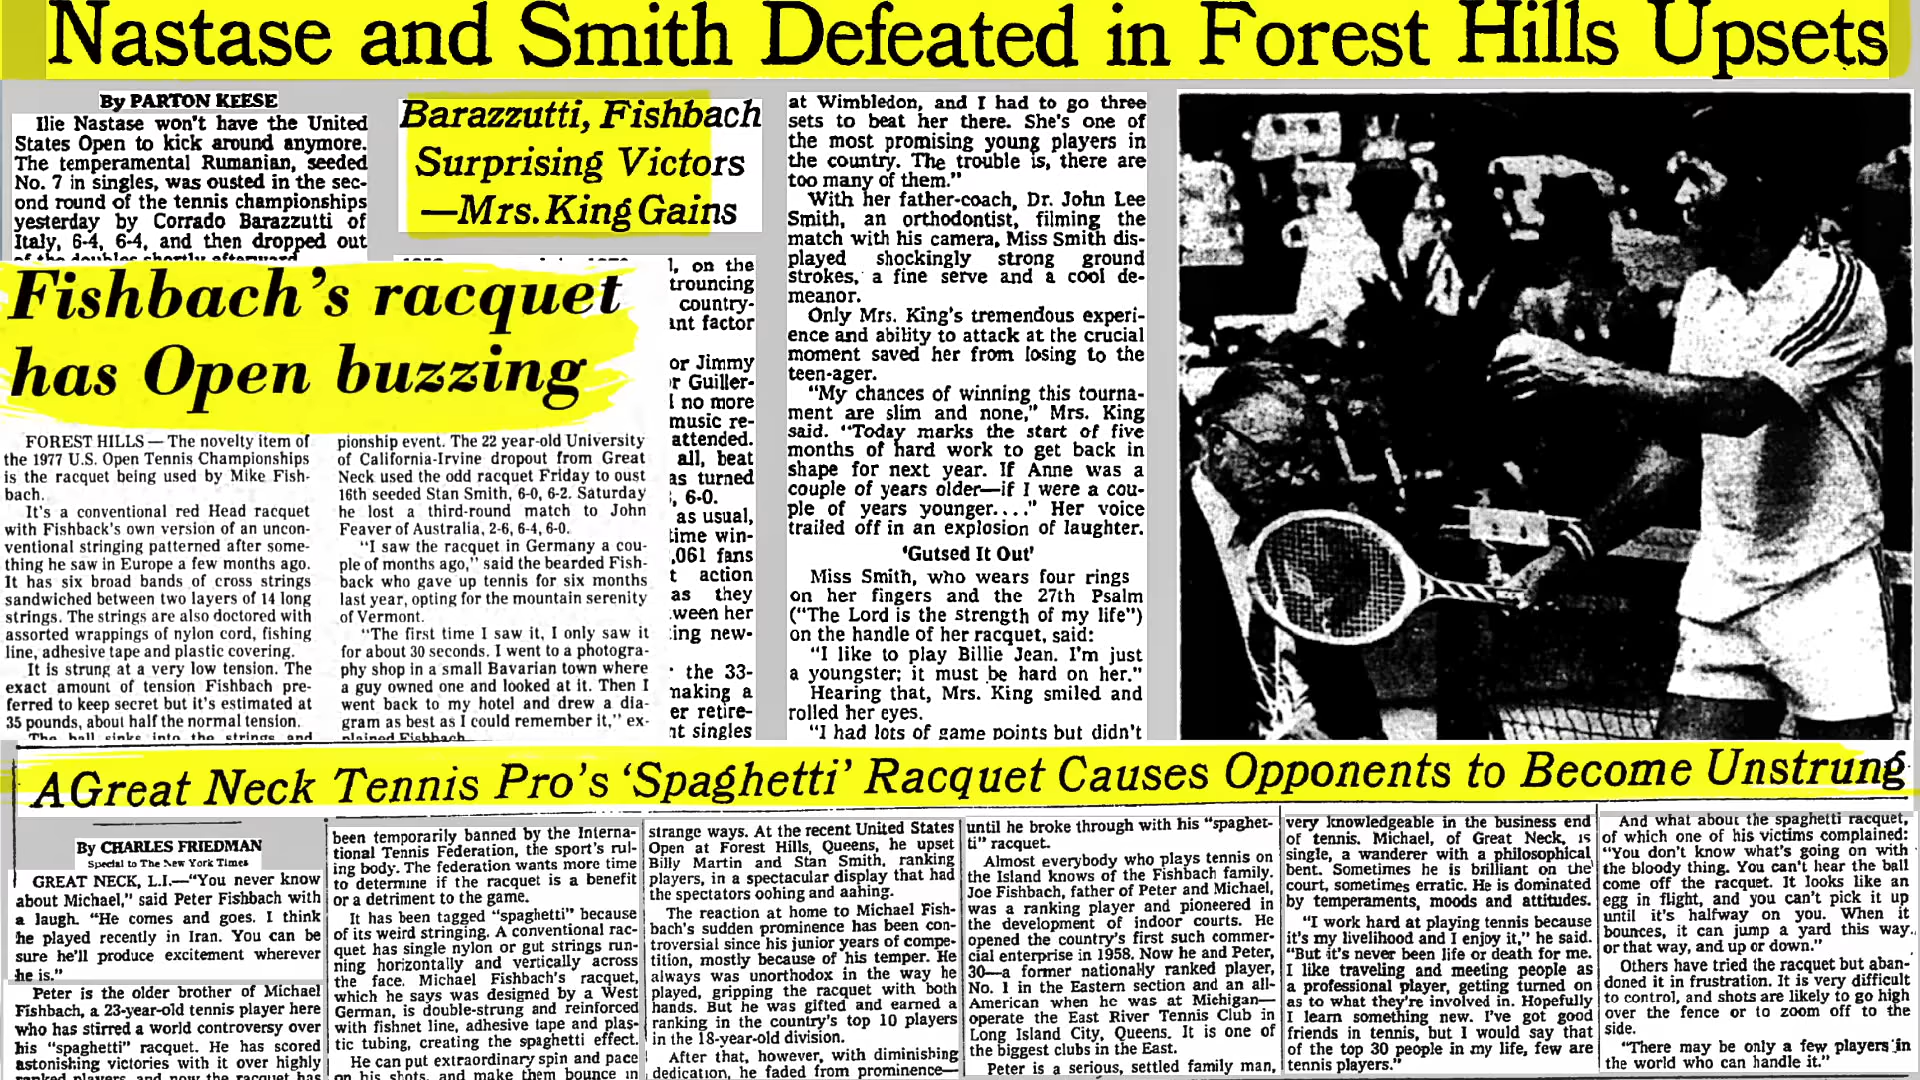 Nastase and Smith Defeated in Forest Hills Upsets
By PARTON KEESE
Ilie Nastase won't have the United
States Open to kick around anymore.
The temperamental Rumanian, seeded
No. 7 in singles, was ousted in the sec-
ond round of the tennis championships
yesterday by Corrado Barazzutti of
Italy, 6-4, 6-4, and then dropped out
of the doubles shortly afterward.
Barazzutti, Fishbach
Surprising Victors
—Mrs. King Gains
l, on the
trouncing
country-
ant factor
or Jimmy
r Guiller-
l no more
music re-
attended.
all, beat
as turned
, 6-0.
as usual,
time win-
,061 fans
t action
as they
ween her
ing new-
the 33-
making a
er retire-
nt singles
at Wimbledon, and I had to go three
sets to beat her there. She's one of
the most promising young players in
the country. The trouble is, there are
too many of them."
With her father-coach, Dr. John Lee
Smith, an orthodontist, filming the
match with his camera, Miss Smith dis-
played shockingly strong ground
strokes, a fine serve and a cool de-
meanor.
Only Mrs. King's tremendous experi-
ence and ability to attack at the crucial
moment saved her from losing to the
teen-ager.
"My chances of winning this tourna-
ment are slim and none," Mrs. King
said. "Today marks the start of five
months of hard work to get back in
shape for next year. If Anne was a
couple of years older—if I were a cou-
ple of years younger. . . ." Her voice
trailed off in an explosion of laughter.
'Gutsed It Out'
Miss Smith, who wears four rings
on her fingers and the 27th Psalm
("The Lord is the strength of my life")
on the handle of her racquet, said:
"I like to play Billie Jean. I'm just
a youngster; it must be hard on her."
Hearing that, Mrs. King smiled and
rolled her eyes.
"I had lots of game points but didn't
Fishbach's racquet
has Open buzzing
FOREST HILLS — The novelty item of
the 1977 U.S. Open Tennis Championships
is the racquet being used by Mike Fish-
bach.
It's a conventional red Head racquet
with Fishback's own version of an uncon-
ventional stringing patterned after some-
thing he saw in Europe a few months ago.
It has six broad bands of cross strings
sandwiched between two layers of 14 long
strings. The strings are also doctored with
assorted wrappings of nylon cord, fishing
line, adhesive tape and plastic covering.
It is strung at a very low tension. The
exact amount of tension Fishbach pre-
ferred to keep secret but it's estimated at
35 pounds, about half the normal tension.
The ball sinks into the strings and
pionship event. The 22 year-old University
of California-Irvine dropout from Great
Neck used the odd racquet Friday to oust
16th seeded Stan Smith, 6-0, 6-2. Saturday
he lost a third-round match to John
Feaver of Australia, 2-6, 6-4, 6-0.
"I saw the racquet in Germany a cou-
ple of months ago," said the bearded Fish-
back who gave up tennis for six months
last year, opting for the mountain serenity
of Vermont.
"The first time I saw it, I only saw it
for about 30 seconds. I went to a photogra-
phy shop in a small Bavarian town where
a guy owned one and looked at it. Then I
went back to my hotel and drew a dia-
gram as best as I could remember it," ex-
plained Fishbach
A Great Neck Tennis Pro's 'Spaghetti' Racquet Causes Opponents to Become Unstrung
By CHARLES FRIEDMAN
Special to The New York Times
GREAT NECK, L.I.—"You never know
about Michael," said Peter Fishbach with
a laugh. "He comes and goes. I think
he played recently in Iran. You can be
sure he'll produce excitement wherever
he is."
Peter is the older brother of Michael
Fishbach, a 23-year-old tennis player here
who has stirred a world controversy over
his "spaghetti" racquet. He has scored
astonishing victories with it over highly
ranked players, and now the racquet has
been temporarily banned by the Interna-
tional Tennis Federation, the sport's rul-
ing body. The federation wants more time
to determine if the racquet is a benefit
or a detriment to the game.
It has been tagged "spaghetti" because
of its weird stringing. A conventional rac-
quet has single nylon or gut strings run-
ning horizontally and vertically across
the face. Michael Fishbach's racquet,
which he says was designed by a West
German, is double-strung and reinforced
with fishnet line, adhesive tape and plas-
tic tubing, creating the spaghetti effect.
He can put extraordinary spin and pace
on his shots, and make them bounce in
strange ways. At the recent United States
Open at Forest Hills, Queens, he upset
Billy Martin and Stan Smith, ranking
players, in a spectacular display that had
the spectators oohing and aahing.
The reaction at home to Michael Fish-
bach's sudden prominence has been con-
troversial since his junior years of compe-
tition, mostly because of his temper. He
always was unorthodox in the way he
played, gripping the racquet with both
hands. But he was gifted and earned a
ranking in the country's top 10 players
in the 18-year-old division.
After that, however, with diminishing
dedication, he faded from prominence—
until he broke through with his "spaghet-
ti" racquet.
Almost everybody who plays tennis on
the Island knows of the Fishbach family.
Joe Fishbach, father of Peter and Michael,
was a ranking player and pioneered in
the development of indoor courts. He
opened the country's first such commer-
cial enterprise in 1958. Now he and Peter,
30—a former nationally ranked player,
No. 1 in the Eastern section and an all-
American when he was at Michigan—
operate the East River Tennis Club in
Long Island City, Queens. It is one of
the biggest clubs in the East.
Peter is a serious, settled family man,
very knowledgeable in the business end
of tennis. Michael, of Great Neck, is
single, a wanderer with a philosophical
bent. Sometimes he is brilliant on the
court, sometimes erratic. He is dominated
by temperaments, moods and attitudes.
"I work hard at playing tennis because
it's my livelihood and I enjoy it," he said.
"But it's never been life or death for me.
I like traveling and meeting people as
a professional player, getting turned on
as to what they're involved in. Hopefully
I learn something new. I've got good
friends in tennis, but I would say that
of the top 30 people in my life, few are
tennis players."
And what about the spaghetti racquet,
of which one of his victims complained:
"You don't know what's going on with
the bloody thing. You can't hear the ball
come off the racquet. It looks like an
egg in flight, and you can't pick it up
until it's halfway on you. When it
bounces, it can jump a yard this way
or that way, and up or down."
Others have tried the racquet but aban-
doned it in frustration. It is very difficult
to control, and shots are likely to go high
over the fence or to zoom off to the
side.
"There may be only a few players in
the world who can handle it."